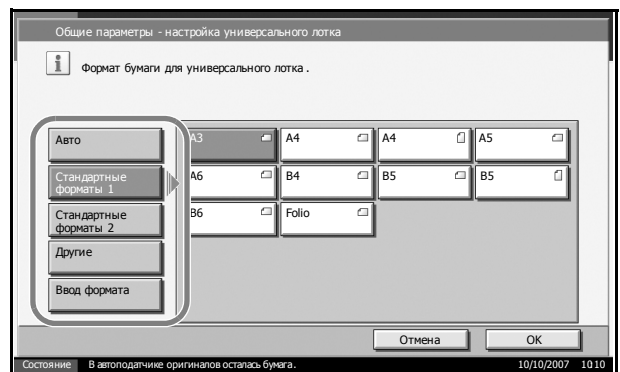 Общие параметры - настройка универсального лотка
Формат бумаги для универсального лотка .
Авто
Стандартные
форматы 1
Стандартные
форматы 2
Другие
Ввод формата
A3 A4 A4 A5
A6 B4 B5 B5
B6 Folio
Отмена OK
Состояние В автоподатчике оригиналов осталась бумага. 10/10/2007 1010